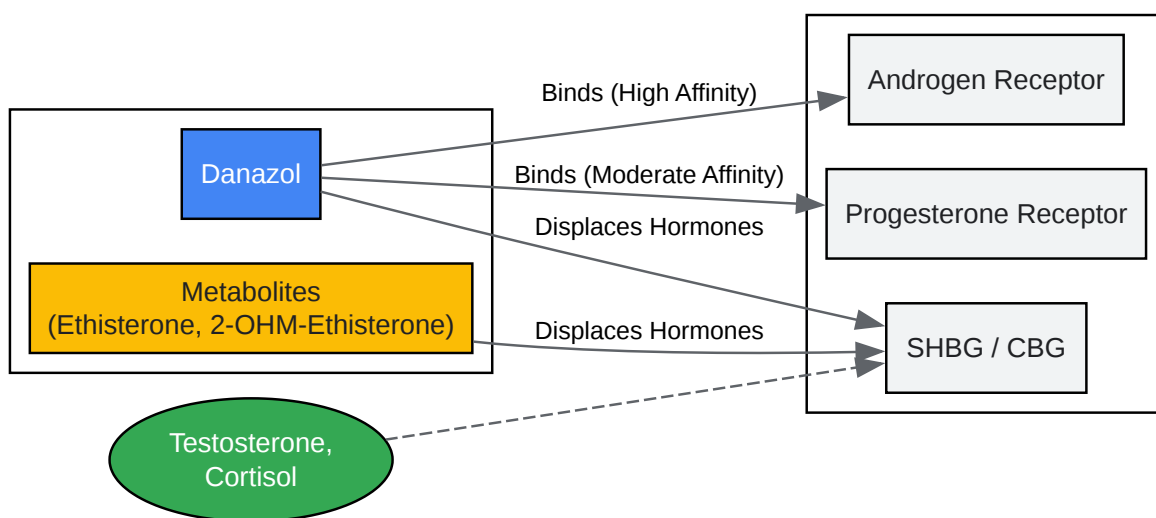 Androgen Receptor
Binds (High Affinity)
Danazol
Binds (Moderate Affinity)
Progesterone Receptor
Displaces Hormones
Metabolites
(Ethisterone, 2-OHM-Ethisterone)
Displaces Hormones
SHBG / CBG
Testosterone,
Cortisol